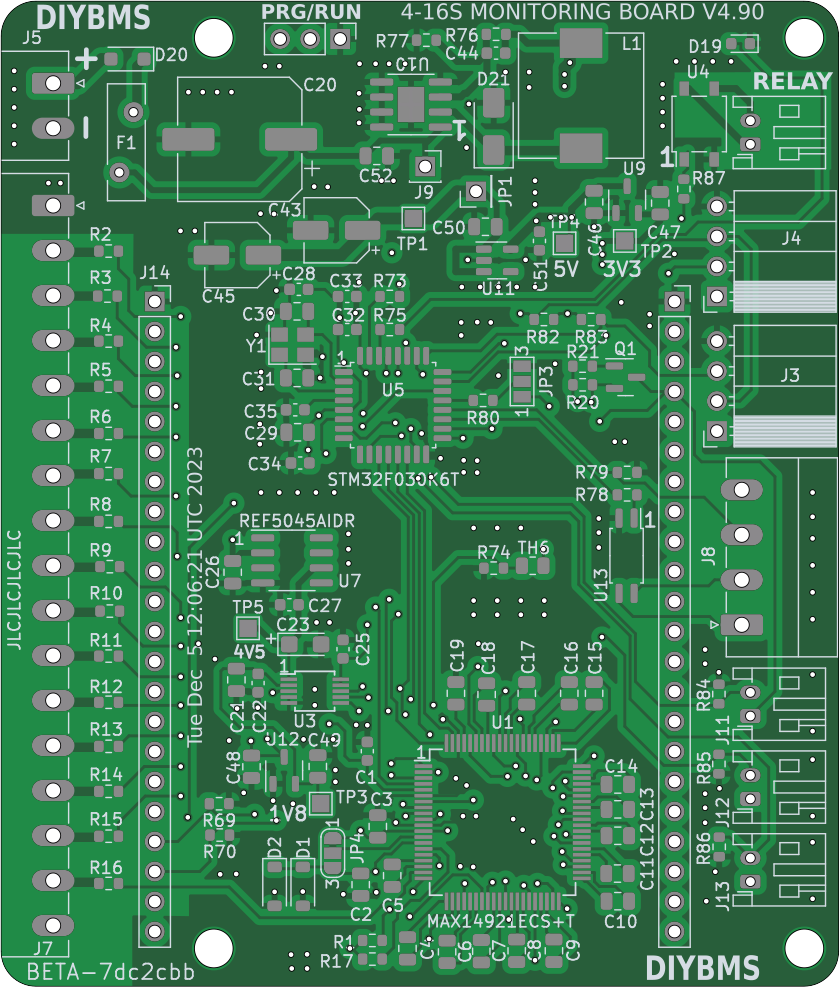 DIYBMS
PRG/RUN
4-16S MONITORING BOARD V4.90
J5
D20
R77
R76
C44
L1
D19
U10
D21
U4
RELAY
C20
F1
1
1
C52
J9
JP1
U9
R87
C43
TP1
C50
TP4
C46
C47
TP2
J4
C45
U11
C51
5V
3V3
R2
R3
J14
C28
C33
R73
C30
C32
R75
R82
R83
R4
Y1
1
U5
3
JP3
1
R21
Q1
R20
J3
R5
C31
R80
R6
C35
C29
R7
C34
STM32F030K6T
R79
R78
R8
REF5045AIDR
1
U7
1
J8
R9
C26
R74
TH6
U13
R10
C27
TP5
C23
4V5
R11
C25
JLCJLCJLCJLC
Tue Dec  5 12:06:21 UTC 2023
1
C19
C18
C17
C16
C15
R84
R12
C21
C22
U3
U1
J11
R13
U12
C48
C49
C1
1
R85
C14
R14
TP3
C13
J12
R15
R69
1V8
C3
R70
1
JP4
3
C12
R86
R16
D2
D1
C2
C5
C11
J13
C10
MAX14921ECS+T
J7
R1
R17
C4
C6
C7
C8
C9
BETA-7dc2cbb
DIYBMS